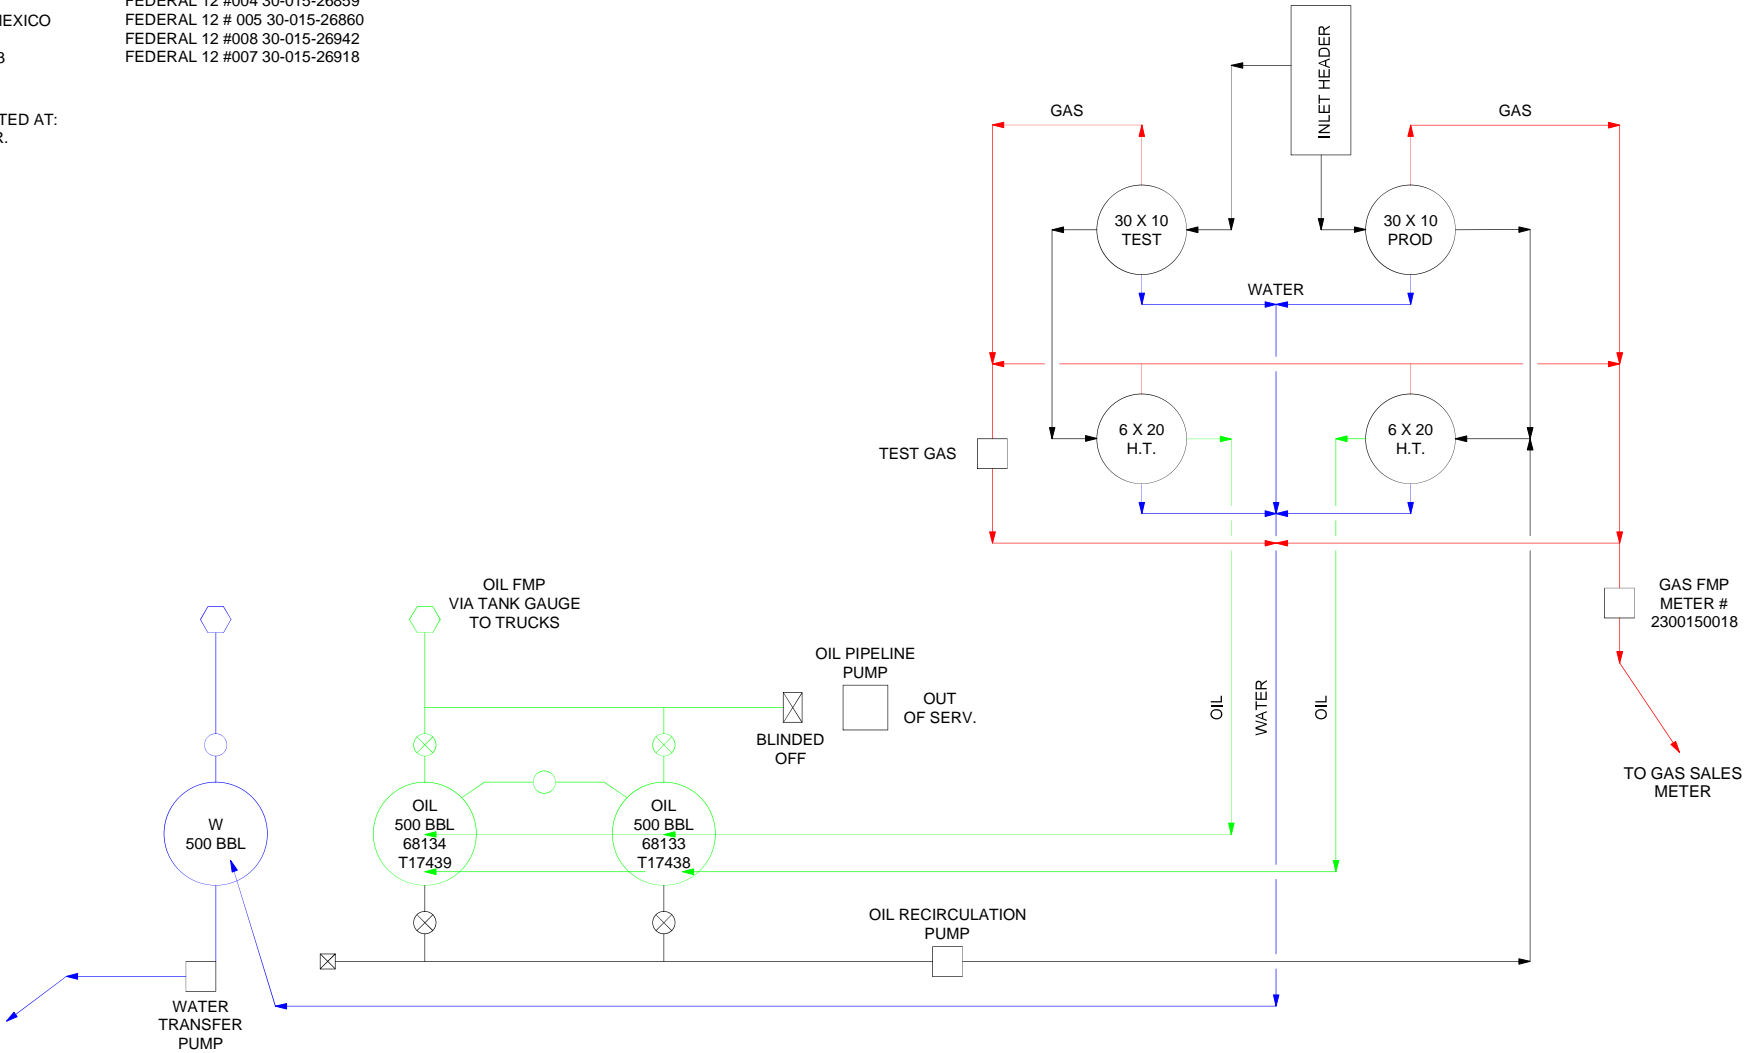 FEDERAL 12 #004 30-015-26859
FEDERAL 12 # 005 30-015-26860
FEDERAL 12 #008 30-015-26942
FEDERAL 12 #007 30-015-26918
INLET HEADER
GAS
GAS
30 X 10
TEST
30 X 10
PROD
WATER
6 X 20
H.T.
6 X 20
H.T.
TEST GAS
OIL FMP
VIA TANK GAUGE
TO TRUCKS
GAS FMP
METER #
2300150018
OIL PIPELINE
PUMP
OUT
OF SERV.
BLINDED
OFF
OIL
WATER
OIL
TO GAS SALES
METER
W
500 BBL
OIL
500 BBL
68134
T17439
OIL
500 BBL
68133
T17438
OIL RECIRCULATION
PUMP
WATER
TRANSFER
PUMP